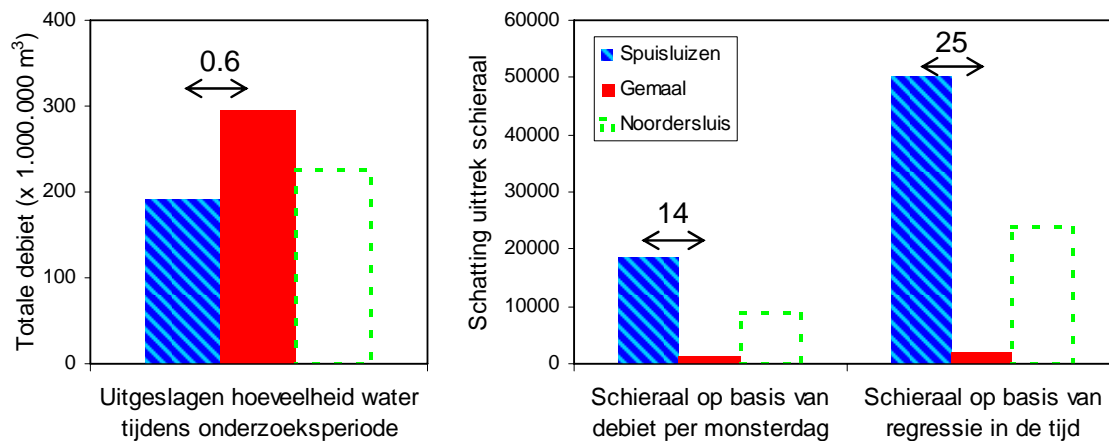 Totale debiet (x 1.000.000 m³)
400
300
200
100
0
0.6
Uitgeslagen hoeveelheid water
tijdens onderzoeksperiode
Schatting uittrek schieraal
60000
50000
40000
30000
20000
10000
0
Spuisluizen
Gemaal
Noordersluis
14
25
Schieraal op basis van
debiet per monsterdag
Schieraal op basis van
regressie in de tijd